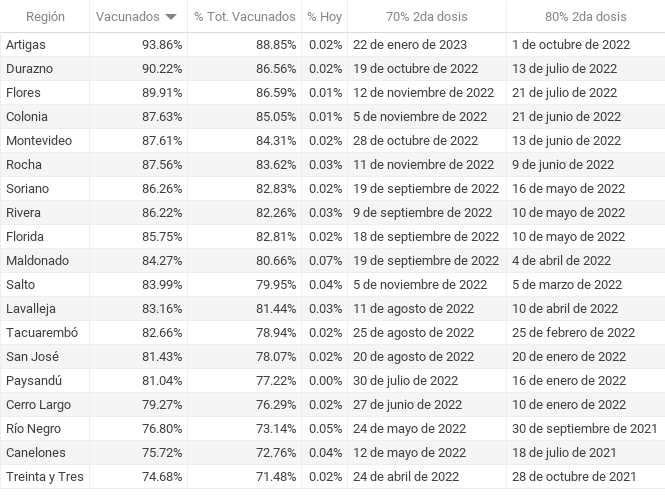 Región Vacunados % Tot. Vacunados % Hoy 70% 2da dosis 80% 2da dosis
Artigas 93.86% 88.85% 0.02% 22 de enero de 2023 1 de octubre de 2022
Durazno 90.22% 86.56% 0.02% 19 de octubre de 2022 13 de julio de 2022
Flores 89.91% 86.59% 0.01% 12 de noviembre de 2022 21 de julio de 2022
Colonia 87.63% 85.05% 0.01% 5 de noviembre de 2022 21 de junio de 2022
Montevideo 87.61% 84.31% 0.02% 28 de octubre de 2022 13 de junio de 2022
Rocha 87.56% 83.62% 0.03% 11 de noviembre de 2022 9 de junio de 2022
Soriano 86.26% 82.83% 0.02% 19 de septiembre de 2022 16 de mayo de 2022
Rivera 86.22% 82.26% 0.03% 9 de septiembre de 2022 10 de mayo de 2022
Florida 85.75% 82.81% 0.02% 18 de septiembre de 2022 10 de mayo de 2022
Maldonado 84.27% 80.66% 0.07% 19 de septiembre de 2022 4 de abril de 2022
Salto 83.99% 79.95% 0.04% 5 de noviembre de 2022 5 de marzo de 2022
Lavalleja 83.16% 81.44% 0.03% 11 de agosto de 2022 10 de abril de 2022
Tacuarembó 82.66% 78.94% 0.02% 25 de agosto de 2022 25 de febrero de 2022
San José 81.43% 78.07% 0.02% 20 de agosto de 2022 20 de enero de 2022
Paysandú 81.04% 77.22% 0.00% 30 de julio de 2022 16 de enero de 2022
Cerro Largo 79.27% 76.29% 0.02% 27 de junio de 2022 10 de enero de 2022
Río Negro 76.80% 73.14% 0.05% 24 de mayo de 2022 30 de septiembre de 2021
Canelones 75.72% 72.76% 0.04% 12 de mayo de 2022 18 de julio de 2021
Treinta y Tres 74.68% 71.48% 0.02% 24 de abril de 2022 28 de octubre de 2021